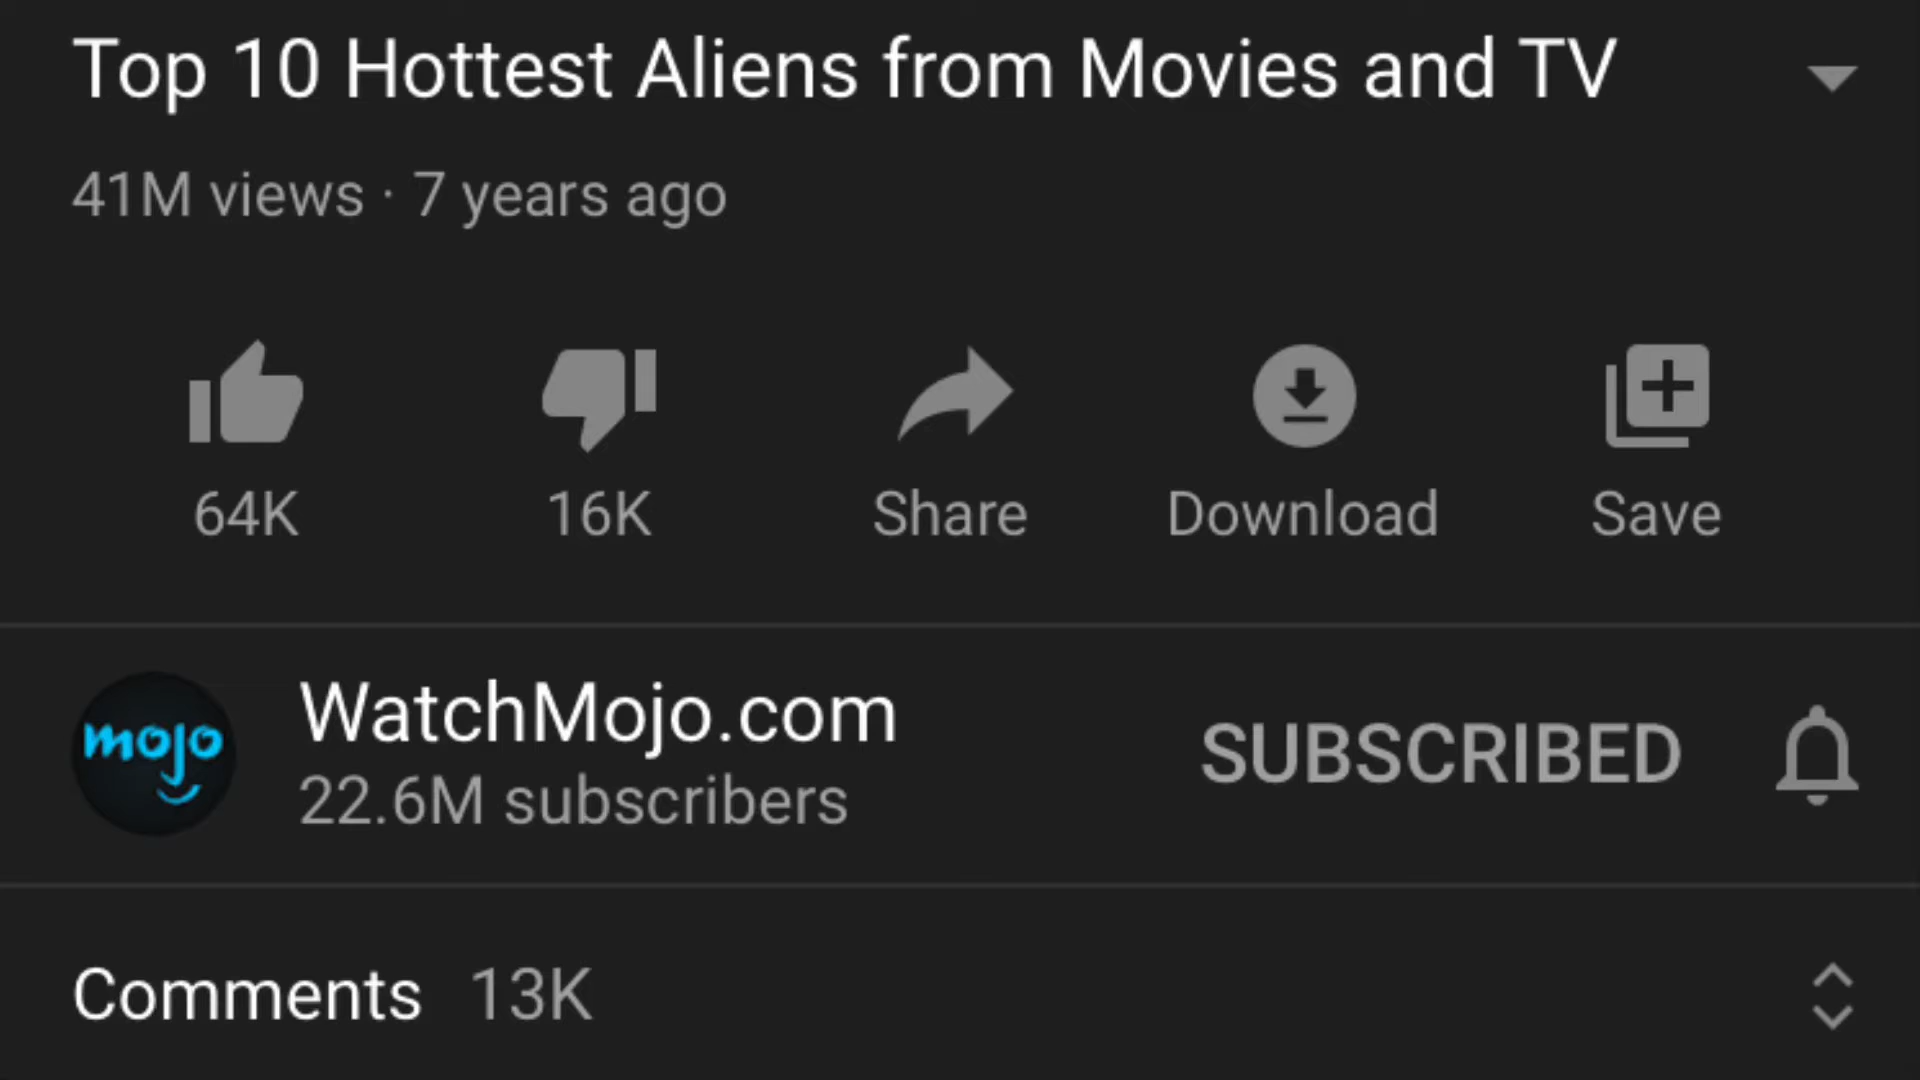 Top 10 Hottest Aliens from Movies and TV
41M views · 7 years ago
64K 16K Share Download Save
mojo
WatchMojo.com
22.6M subscribers
SUBSCRIBED
Comments 13K